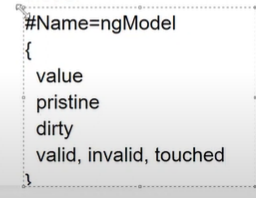 #Name=ngModel
{
value
pristine
dirty
valid, invalid, touched
}